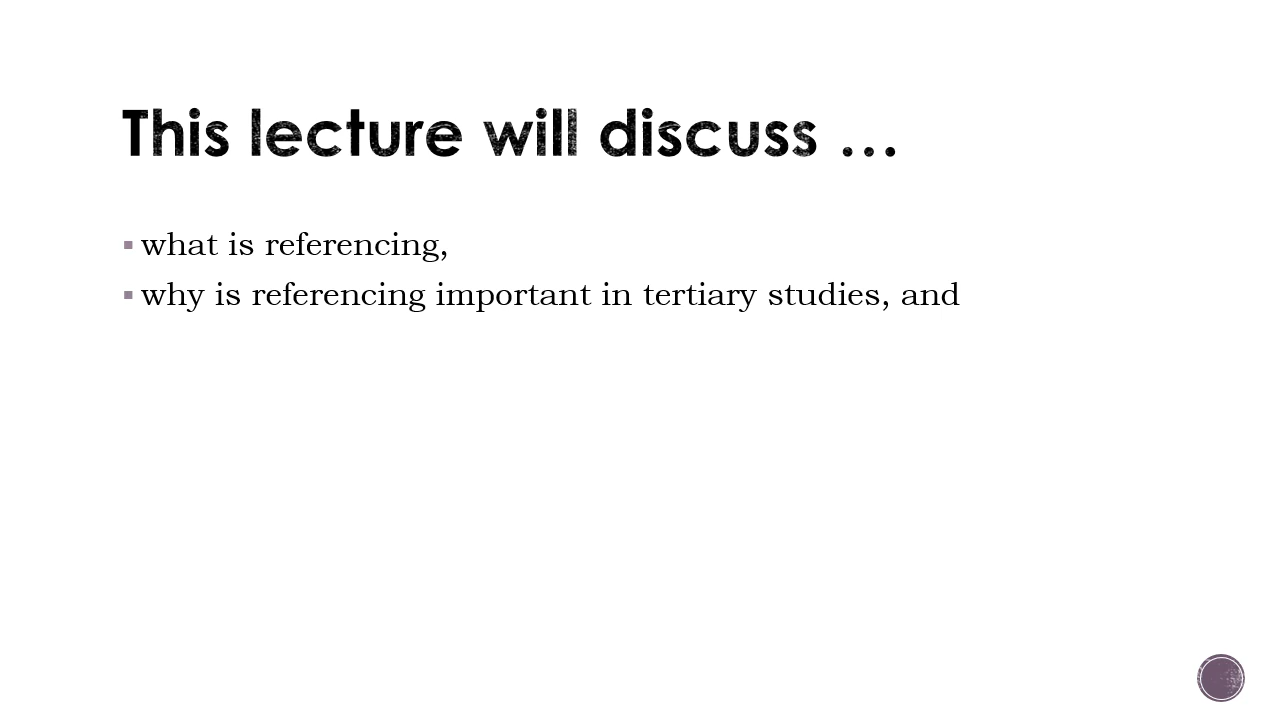 This lecture will discuss …
▪ what is referencing,
▪ why is referencing important in tertiary studies, and